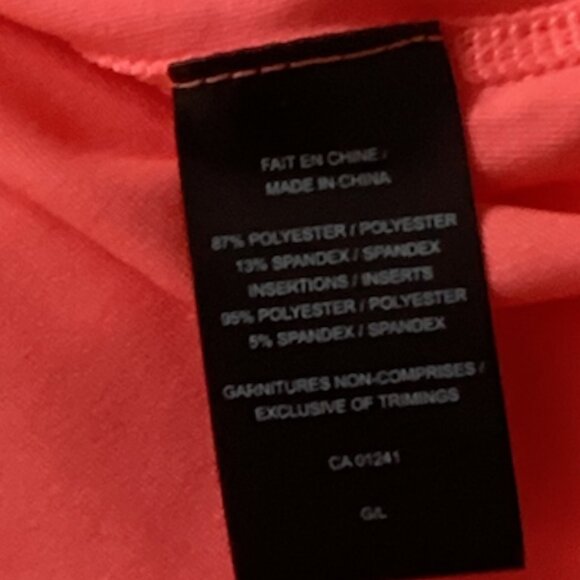 FAIT EN CHINE /
MADE IN CHINA
87% POLYESTER / POLYESTER
13% SPANDEX / SPANDEX
INSERTIONS / INSERTS
95% POLYESTER / POLYESTER
5% SPANDEX / SPANDEX
GARNITURES NON-COMPRISES /
EXCLUSIVE OF TRIMINGS
CA 01241
G/L